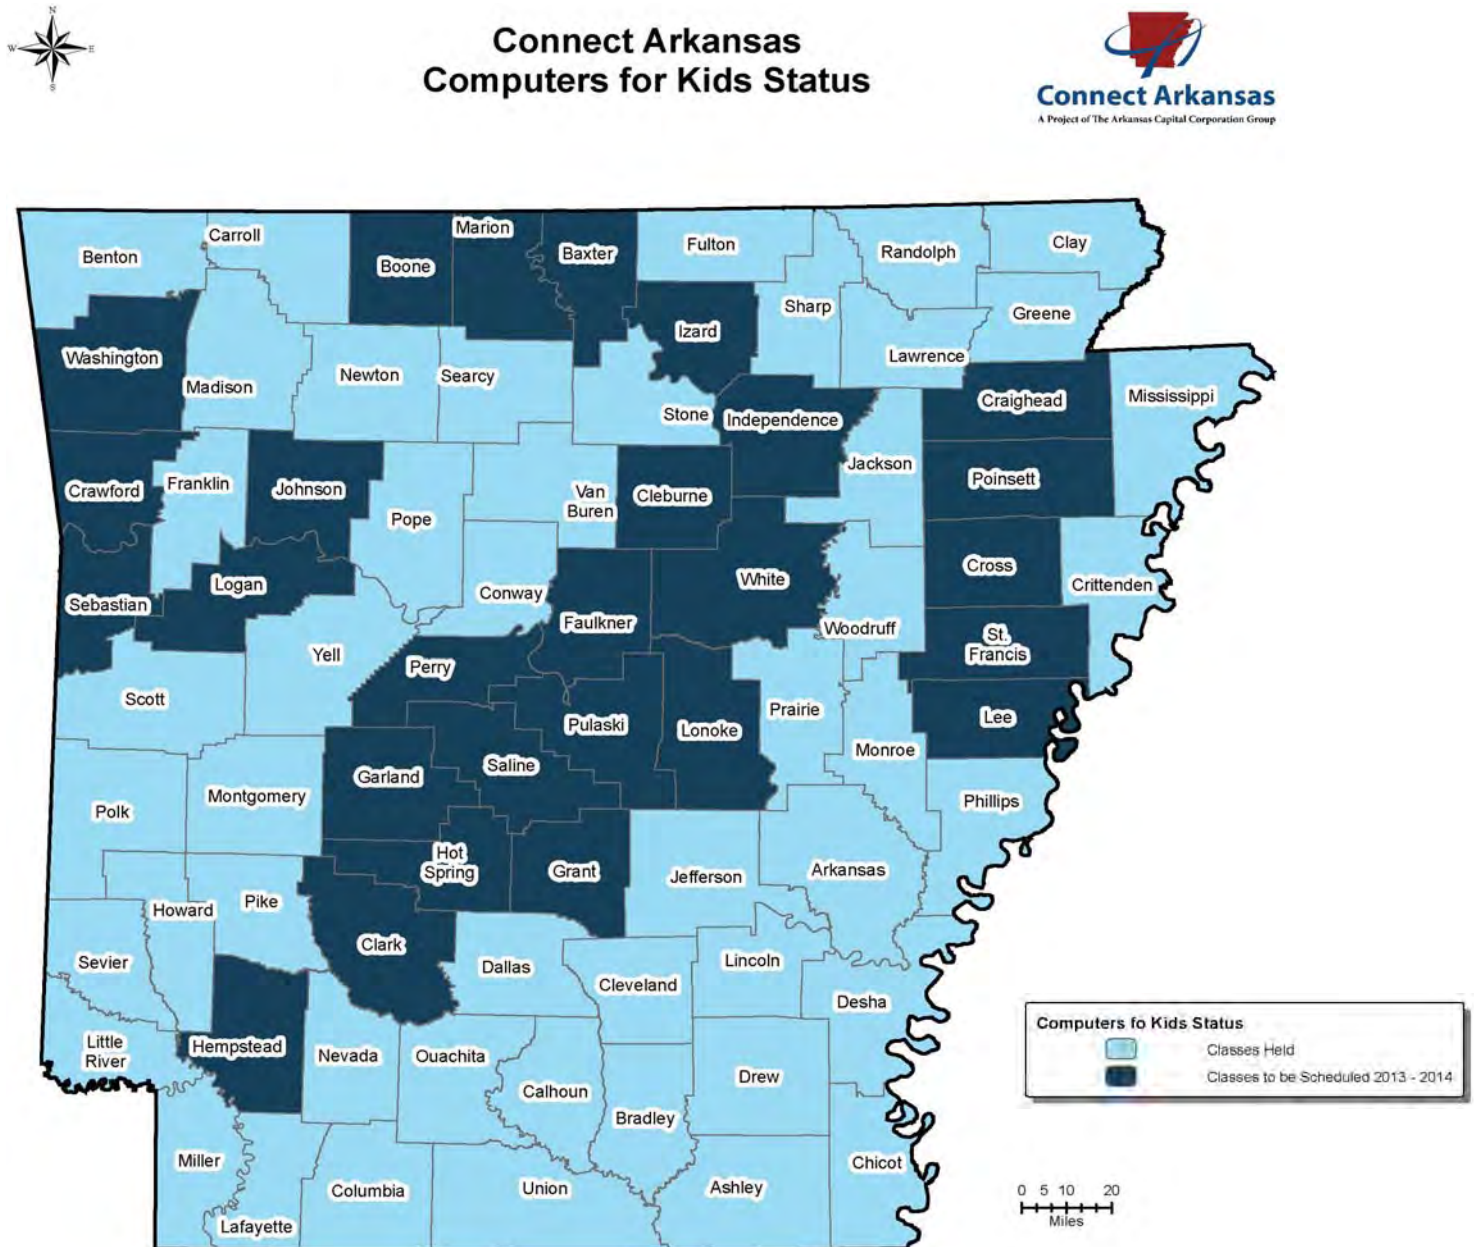 N
W
E
S
Connect Arkansas
Computers for Kids Status
Connect Arkansas
A Project of The Arkansas Capital Corporation Group
Benton
Carroll
Boone
Marion
Baxter
Fulton
Randolph
Clay
Sharp
Greene
Izard
Washington
Madison
Newton
Searcy
Lawrence
Stone
Independence
Craighead
Mississippi
Jackson
Crawford
Franklin
Johnson
Pope
Van
Buren
Cleburne
Poinsett
Logan
Sebastian
Conway
White
Cross
Crittenden
Faulkner
Woodruff
St.
Francis
Yell
Perry
Scott
Pulaski
Lonoke
Prairie
Lee
Monroe
Garland
Saline
Polk
Montgomery
Phillips
Hot
Spring
Grant
Jefferson
Arkansas
Howard
Pike
Clark
Sevier
Dallas
Cleveland
Lincoln
Desha
Little
River
Hempstead
Nevada
Ouachita
Calhoun
Drew
Bradley
Miller
Chicot
Columbia
Union
Ashley
Lafayette
Computers fo Kids Status
Classes Held
Classes to be Scheduled 2013 - 2014
0 5 10 20
Miles